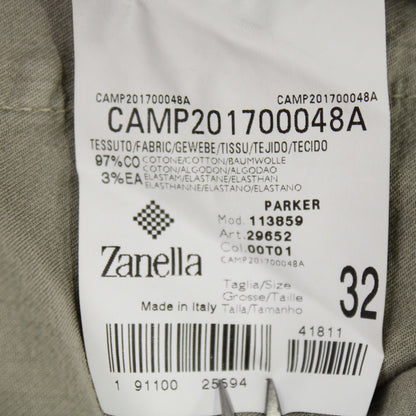 CAMP201700048A CAMP201700048A
CAMP201700048A
TESSUTO/FABRIC/GEWEBE/TISSU/TEJIDO/TECIDO
97%CO COTONE/COTTON/BAUMWOLLE
COTON/ALGODON/ALGODAO
3%EA ELASTAM/ELASTANE/ELASTHAN
ELASTHANNE/ELASTANO/ELASTANO
PARKER
Mod. 113859
Art. 29652
Col. 00T01
CAMP201700048A
Zanella
Made in Italy
Taglia/Size
Grosse/Taille
Talla/Tamanho
32
41811
1 91100 25694